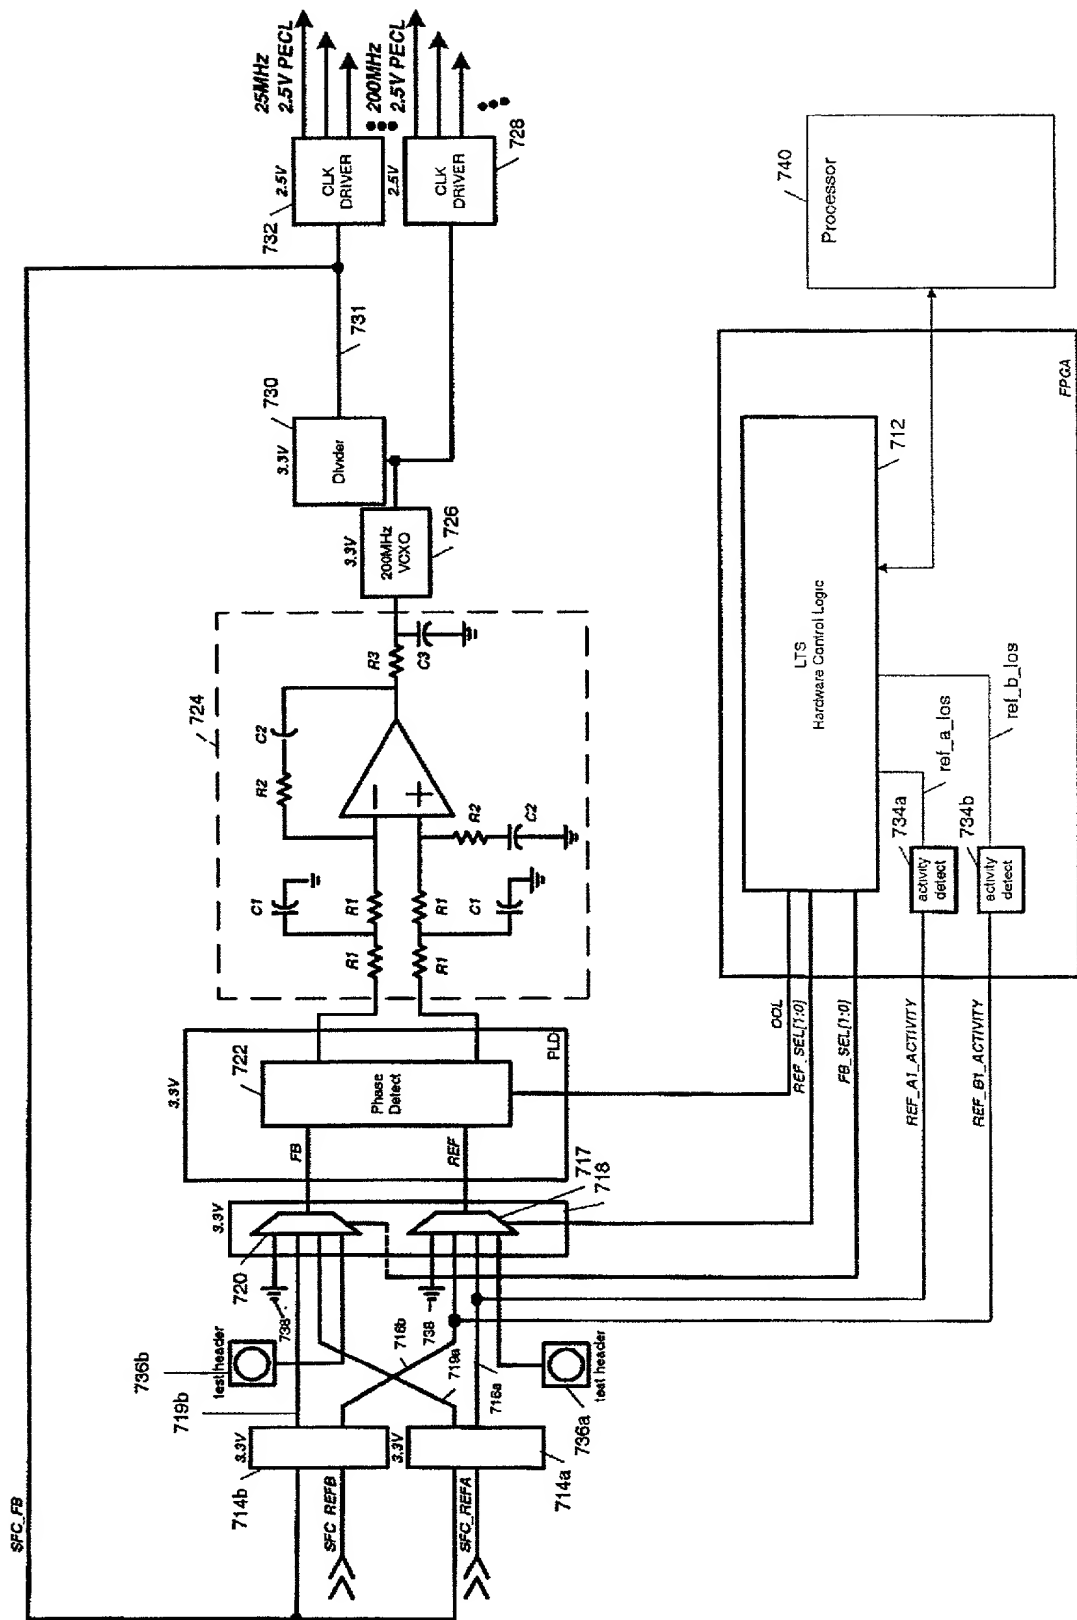 SFC_FB
25MHz
2.5V PECL
200MHz
2.5V PECL
2.5V
CLK
DRIVER
732
2.5V
CLK
DRIVER
728
731
730
3.3V
Divider
3.3V
200MHz
VCXO
726
724
R3
C3
C2
R2
R2
C2
C1
R1
R1
R1
R1
C1
3.3V
722
Phase
Detect
PLD
FB
REF
3.3V
717
718
720
738
738
716b
719a
716a
736b
test header
719b
test header
736a
3.3V
3.3V
714b
714a
SFC_REFB
SFC_REFA
740
Processor
FPGA
712
LTS
Hardware Control Logic
ref_a_los
ref_b_los
734a
734b
activity
detect
activity
detect
REF_SEL[1:0]
FB_SEL[1:0]
REF_A1_ACTIVITY
REF_B1_ACTIVITY